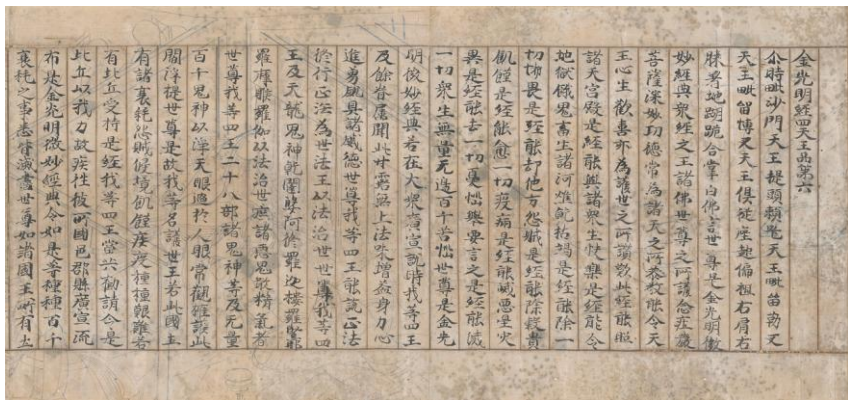 金光明經四天王品第六
尒時毗沙門天王提頭賴吒天王毗留勒叉
天王毗留博叉天王俱從座起偏袒右肩右
膝著地踟跪合掌白佛言世尊是金光明微
妙經典衆經之王諸佛世尊之所護念莊嚴
菩薩深妙功德常為諸天之所恭敬能令天
王心生歡喜亦為護世之所讚歎此經能照
諸天宮殿是經能與諸衆生快樂是經能令
地獄餓鬼畜生諸河燋乾枯竭是經能除一
切怖畏是經能却他方怨賊是經能除穀貴
飢饉是經能愈一切疫病是經能滅惡星
異是經能去一切憂惱舉要言之是經能滅
一切衆生無量无邊百千苦惱世尊是金光
明微妙經典若在大衆廣宣說時我等四王
及餘眷屬聞此甘露無上法味增益身力心
進勇銳具諸威德世尊我等四王能說正法
修行正法為世法王以法治世世尊我等四
王及天龍鬼神乹闥婆阿修羅迦樓羅緊那
羅摩睺羅伽以法治世遮諸惡鬼噉精氣者
世尊我等四王二十八部諸鬼神等及无量
百千鬼神以淨天眼過於人眼常觀擁護此
閻浮提世尊是故我等名護世王若此國土
有諸衰耗怨賊侵境飢饉疾疫種種艱難若
有比丘受持是經我等四王當共勸請令是
比丘以我力故疾往彼所國邑郡縣廣宣流
布是金光明微妙經典令如是等種種百千
衰耗之事悉皆滅盡世尊如諸國王所有土